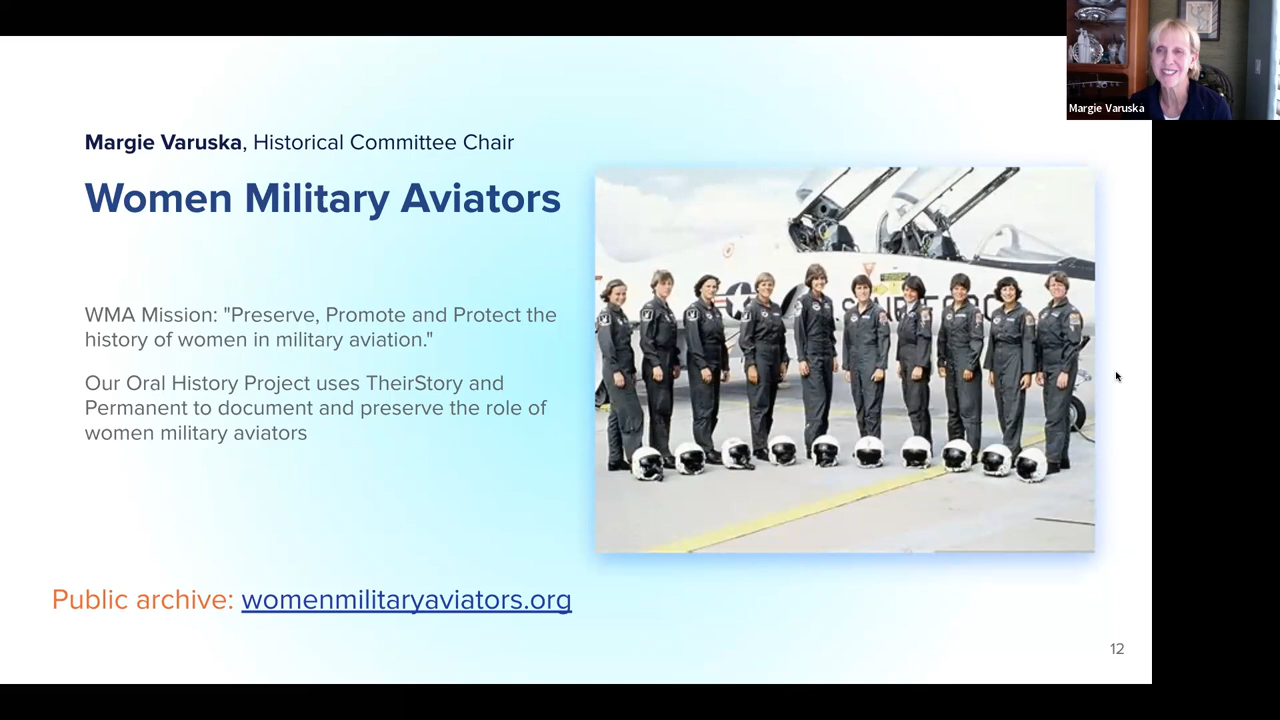 Margie Varuska
Margie Varuska, Historical Committee Chair
Women Military Aviators
WMA Mission: "Preserve, Promote and Protect the
history of women in military aviation."
Our Oral History Project uses TheirStory and
Permanent to document and preserve the role of
women military aviators
Public archive: womenmilitaryaviators.org
12